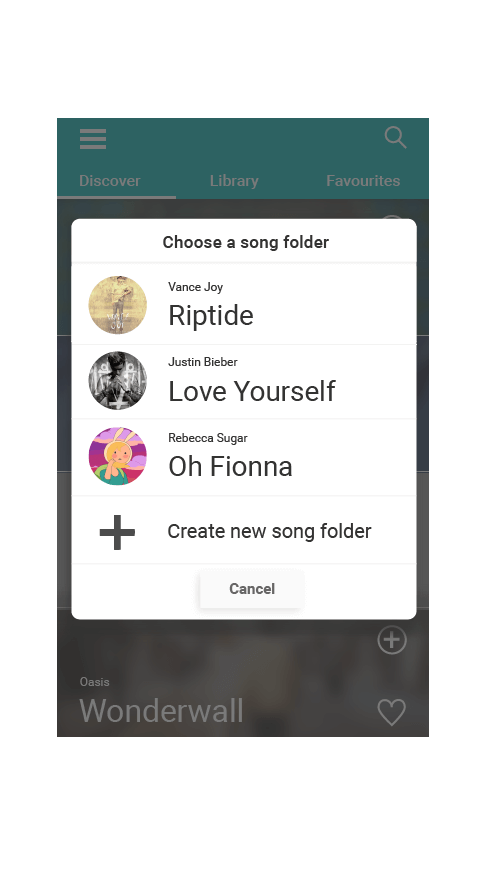 Discover Library Favourites
Choose a song folder
Vance Joy
Riptide
Justin Bieber
Love Yourself
Rebecca Sugar
Oh Fionna
Create new song folder
Cancel
Oasis
Wonderwall